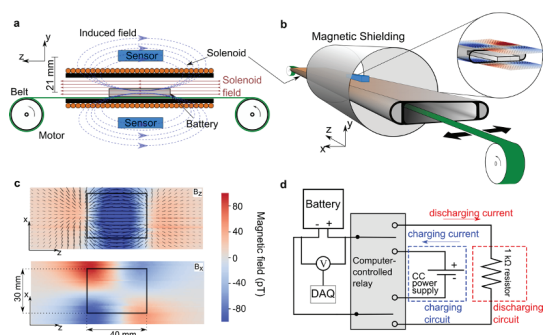 a
Induced field
Sensor
Solenoid
y
z
21 mm
Solenoid
field
Belt
Sensor
Battery
Motor
b
Magnetic Shielding
y
z
x
c
Bz
x
z
Bx
x
30 mm
z
40 mm
80
40
0
-40
-80
Magnetic field (pT)
d
Battery
- +
V
DAQ
Computer-
controlled
relay
discharging current
charging current
CC
power
supply
+
-
1 kΩ resistor
charging
circuit
discharging
circuit